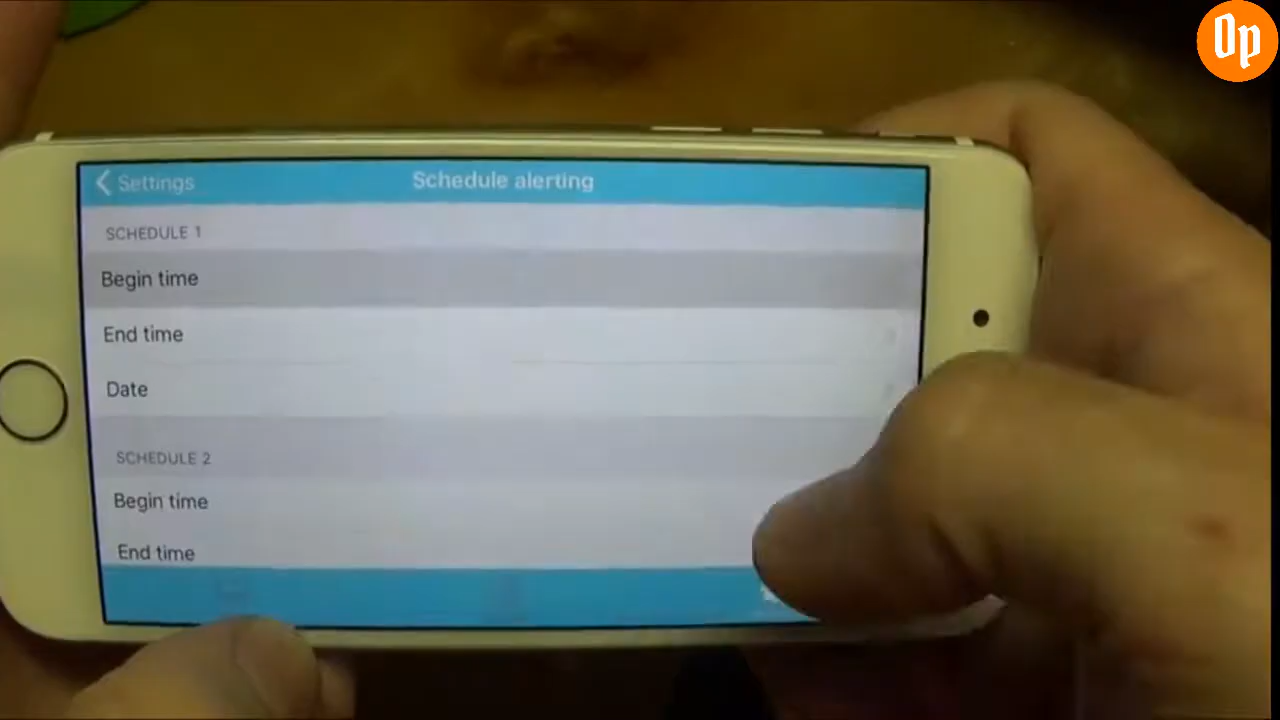 Op
Settings
Schedule alerting
SCHEDULE 1
Begin time
End time
Date
SCHEDULE 2
Begin time
End time